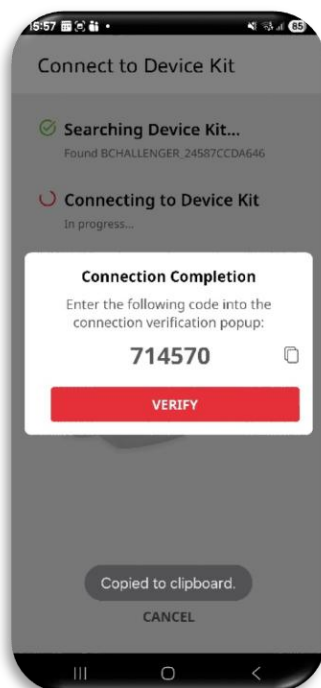 15:57
85
Connect to Device Kit
Searching Device Kit...
Found BCHALLENGER_24587CCDA646
Connecting to Device Kit
In progress...
Connection Completion
Enter the following code into the
connection verification popup:
714570
VERIFY
Copied to clipboard.
CANCEL